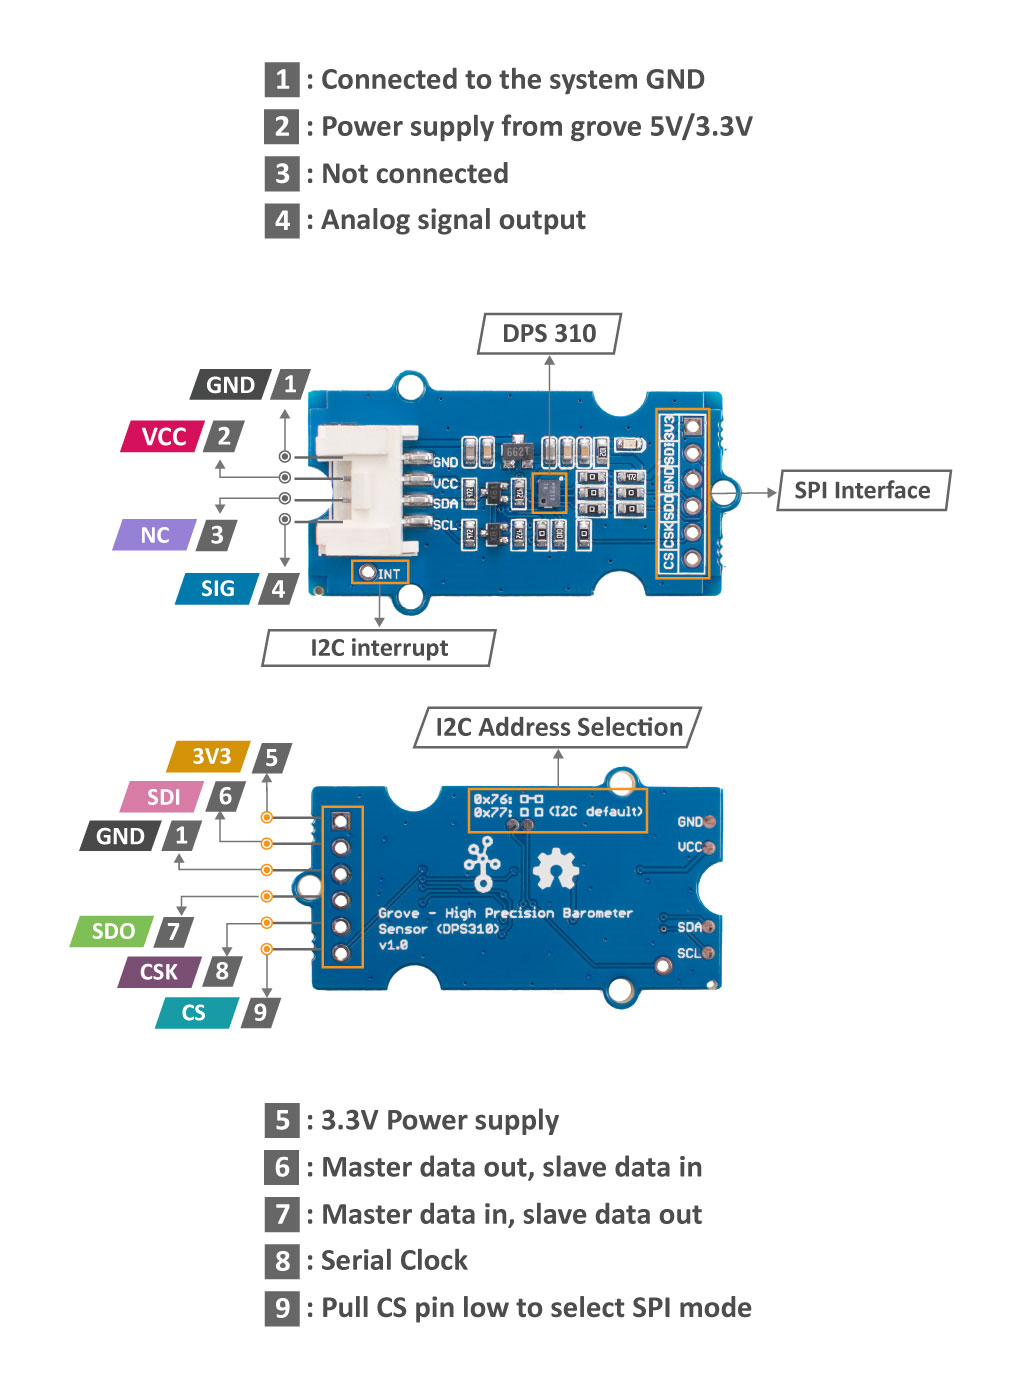 1 : Connected to the system GND
2 : Power supply from grove 5V/3.3V
3 : Not connected
4 : Analog signal output
DPS 310
GND 1
VCC 2
NC 3
SIG 4
GND
VCC
SDA
SCL
662T
3V3
SDI
GND
SDO
CSK
CS
SPI Interface
INT
I2C interrupt
I2C Address Selection
3V3 5
SDI 6
GND 1
SDO 7
CSK 8
CS 9
0x76:
0x77: (I2C default)
GND
VCC
SDA
SCL
Grove - High Precision Barometer
Sensor (DPS310)
v1.0
5 : 3.3V Power supply
6 : Master data out, slave data in
7 : Master data in, slave data out
8 : Serial Clock
9 : Pull CS pin low to select SPI mode